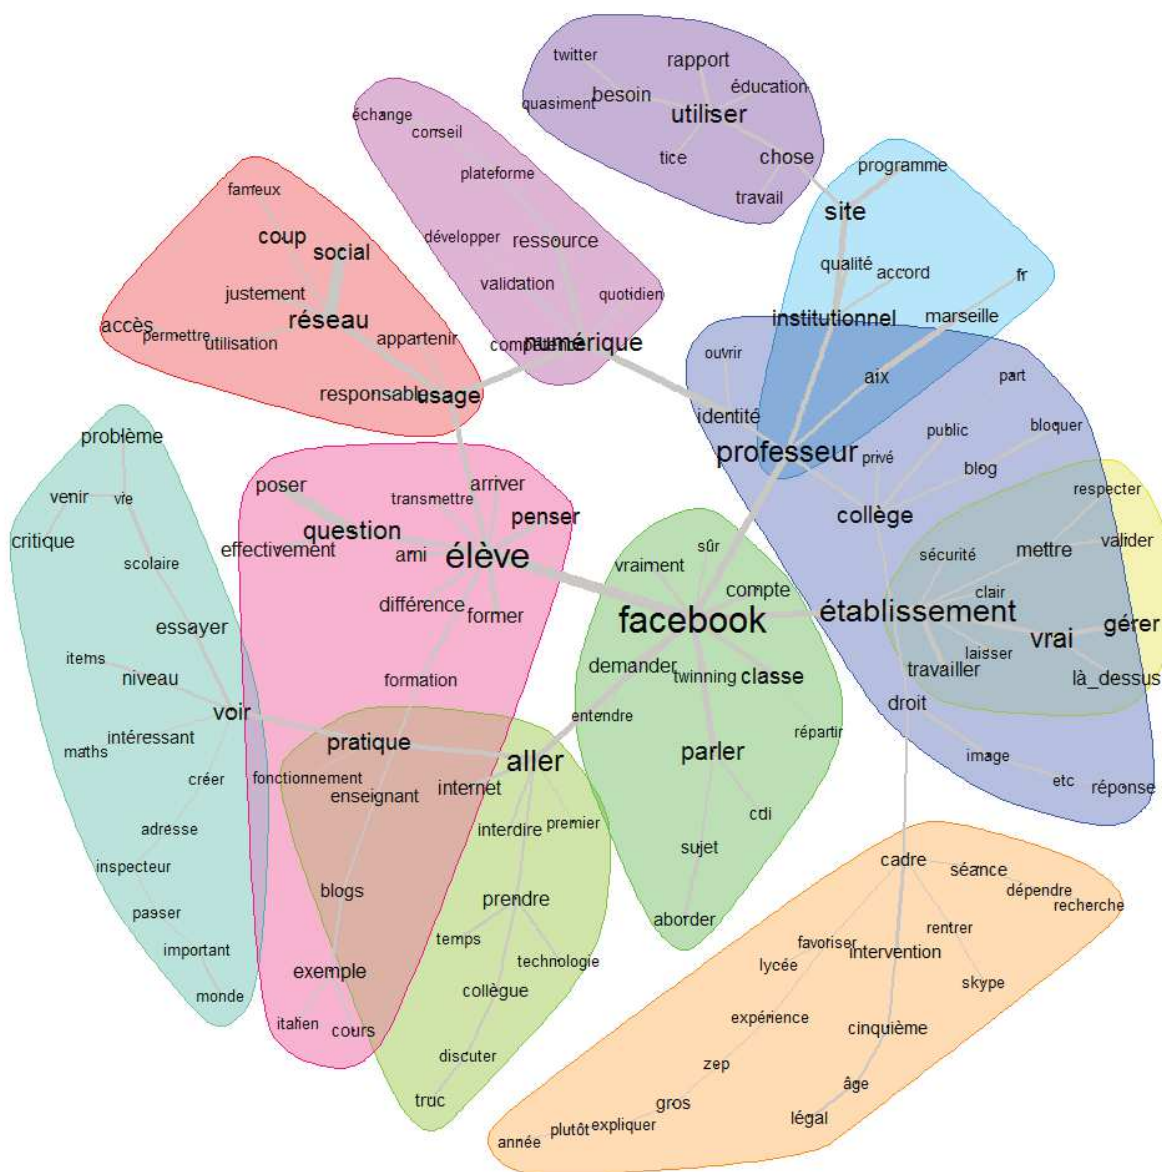 twitter
rapport
éducation
besoin
quasiment
utiliser
tice
chose
travail
échange
conseil
plateforme
développer
ressource
validation
quotidien
numérique
programme
site
qualité
accord
fr
institutionnel
marseille
aix
fameux
coup
social
justement
réseau
accès
permettre
utilisation
appartenir
responsable
usage
ouvrir
part
identité
public
bloquer
professeur
privé
blog
collège
respecter
sécurité
mettre
valider
clair
établissement
vrai
gérer
laisser
travailler
là_dessus
droit
image
etc
réponse
problème
venir
vie
critique
scolaire
essayer
items
niveau
voir
intéressant
maths
créer
adresse
inspecteur
passer
important
monde
poser
transmettre
arriver
question
penser
effectivement
ami
élève
différence
former
formation
pratique
fonctionnement
enseignant
blogs
exemple
italien
cours
sûr
vraiment
compte
facebook
demander
twinning
classe
entendre
répartir
parler
cdi
sujet
aborder
aller
internet
interdire
premier
prendre
temps
technologie
collègue
discuter
truc
cadre
séance
dépendre
recherche
favoriser
rentrer
lycée
intervention
skype
expérience
cinquième
zep
âge
gros
légal
expliquer
plutôt
année